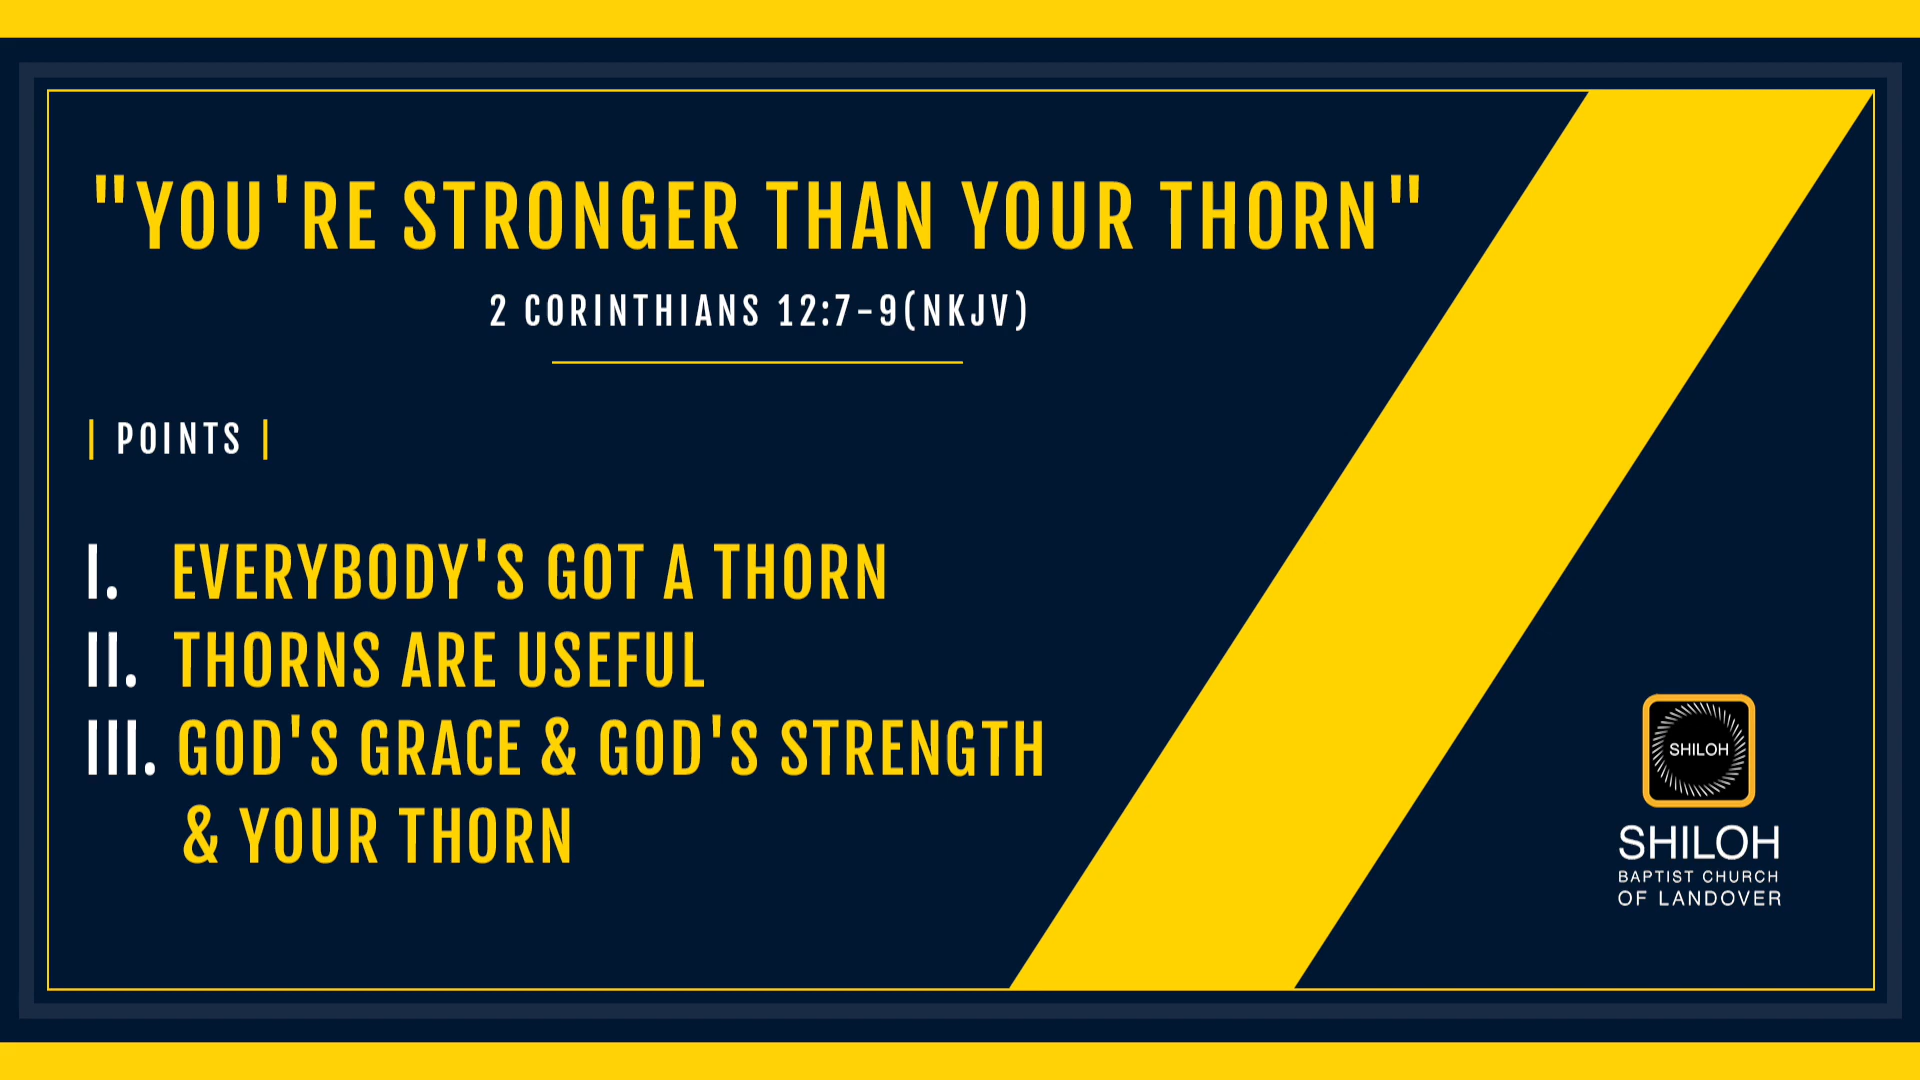 "YOU'RE STRONGER THAN YOUR THORN"
2 CORINTHIANS 12:7-9(NKJV)
| POINTS |
I. EVERYBODY'S GOT A THORN
II. THORNS ARE USEFUL
III. GOD'S GRACE & GOD'S STRENGTH
& YOUR THORN
SHILOH
SHILOH
BAPTIST CHURCH
OF LANDOVER